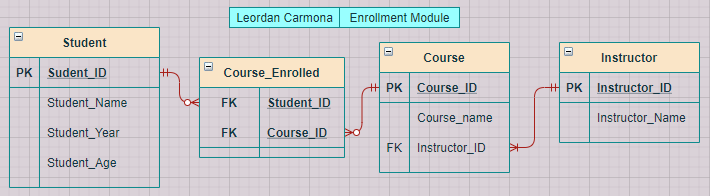 Leordan Carmona Enrollment Module
Student
PK Sudent_ID
Student_Name
Student_Year
Student_Age
Course_Enrolled
FK Student_ID
FK Course_ID
Course
PK Course_ID
Course_name
FK Instructor_ID
Instructor
PK Instructor_ID
Instructor_Name